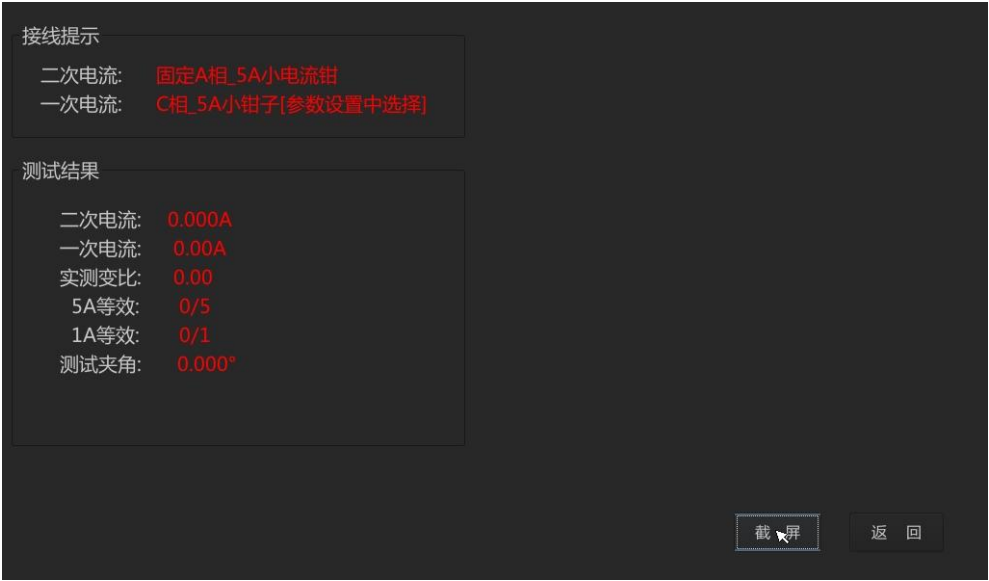 接线提示
二次电流: 固定A相_5A小电流钳
一次电流: C相_5A小钳子[参数设置中选择]
测试结果
二次电流: 0.000A
一次电流: 0.00A
实测变比: 0.00
5A等效: 0/5
1A等效: 0/1
测试夹角: 0.000°
截 屏 返 回